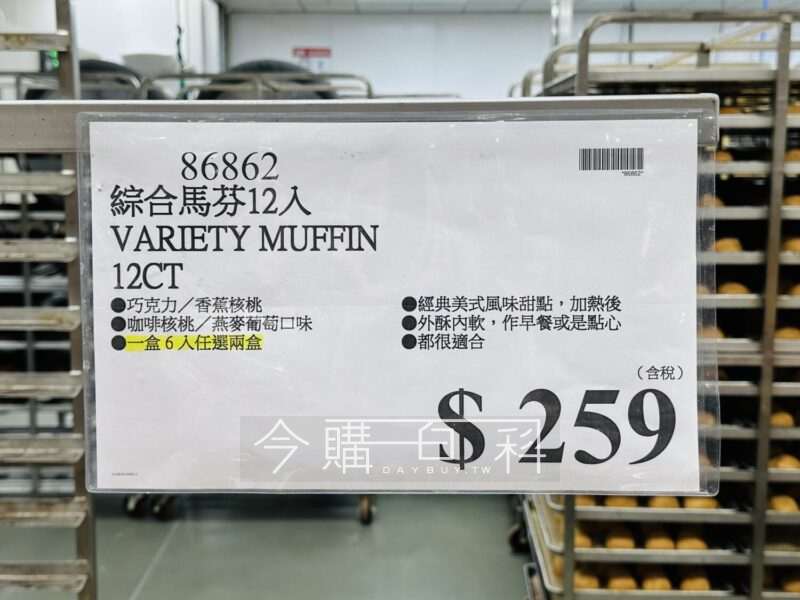 86862
*86862*
綜合馬芬12入
VARIETY MUFFIN
12CT
●巧克力／香蕉核桃
●咖啡核桃／燕麥葡萄口味
●一盒6入任選兩盒
●經典美式風味甜點，加熱後
●外酥內軟，作早餐或是點心
●都很適合
（含稅）
$ 259
今購百科
DAYBUY.TW